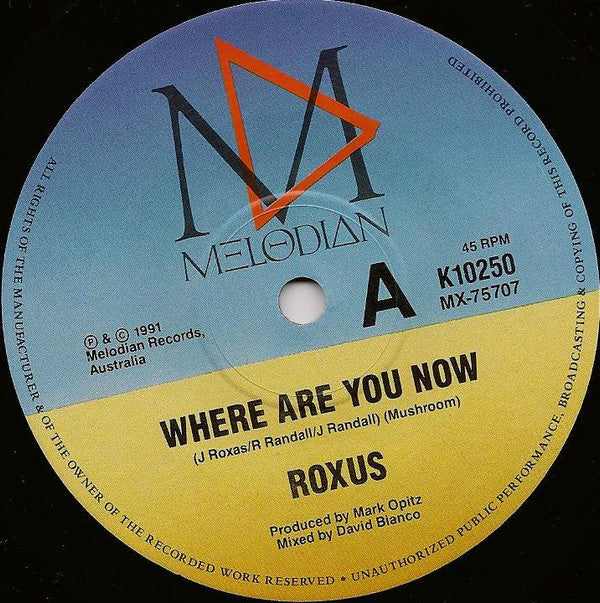 M
MELODIAN
45 RPM
A
K10250
MX-75707
℗ & © 1991
Melodian Records,
Australia
WHERE ARE YOU NOW
(J Roxas/R Randall/J Randall) (Mushroom)
ROXUS
Produced by Mark Opitz
Mixed by David Bianco
ALL RIGHTS OF THE MANUFACTURER & OF THE OWNER OF THE RECORDED WORK RESERVED • UNAUTHORIZED PUBLIC PERFORMANCE, BROADCASTING & COPYING OF THIS RECORD PROHIBITED